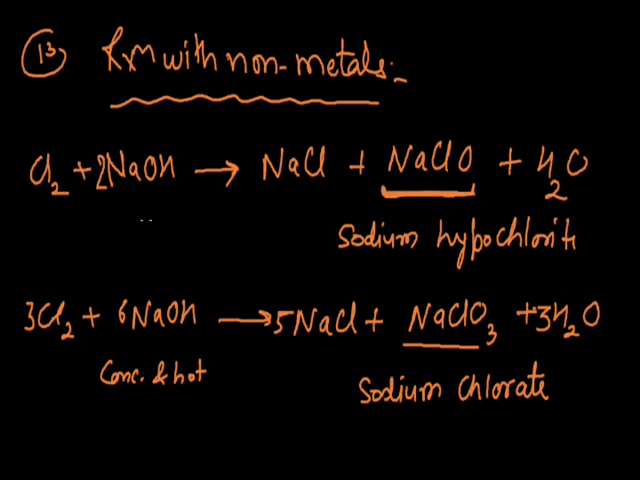 13 Rxn with non-metals:-
Cl2 + 2NaOH → NaCl + NaClO + H2O
Sodium hypochlorite
3Cl2 + 6NaOH → 5NaCl + NaClO3 + 3H2O
Conc. & hot
Sodium Chlorate